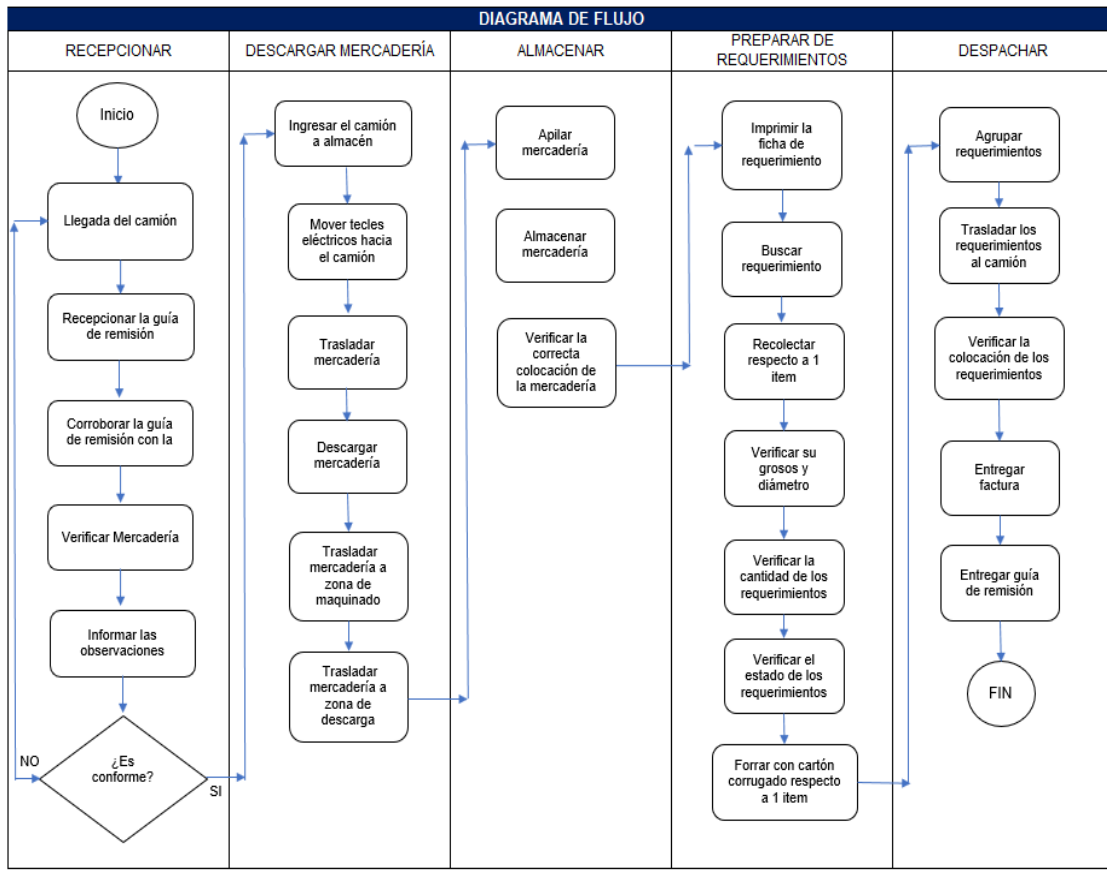 DIAGRAMA DE FLUJO
RECEPCIONAR
DESCARGAR MERCADERÍA
ALMACENAR
PREPARAR DE
REQUERIMIENTOS
DESPACHAR
Inicio
Llegada del camión
Recepcionar la guía
de remisión
Corroborar la guía
de remisión con la
Verificar Mercadería
Informar las
observaciones
¿Es
conforme?
NO
SI
Ingresar el camión
a almacén
Mover tecles
eléctricos hacia
el camión
Trasladar
mercadería
Descargar
mercadería
Trasladar
mercadería a
zona de
maquinado
Trasladar
mercadería a
zona de
descarga
Apilar
mercadería
Almacenar
mercadería
Verificar la
correcta
colocación de
la mercadería
Imprimir la
ficha de
requerimiento
Buscar
requerimiento
Recolectar
respecto a 1
item
Verificar su
grosos y
diámetro
Verificar la
cantidad de los
requerimientos
Verificar el
estado de los
requerimientos
Forrar con cartón
corrugado respecto
a 1 item
Agrupar
requerimientos
Trasladar los
requerimientos
al camión
Verificar la
colocación de los
requerimientos
Entregar
factura
Entregar guía
de remisión
FIN